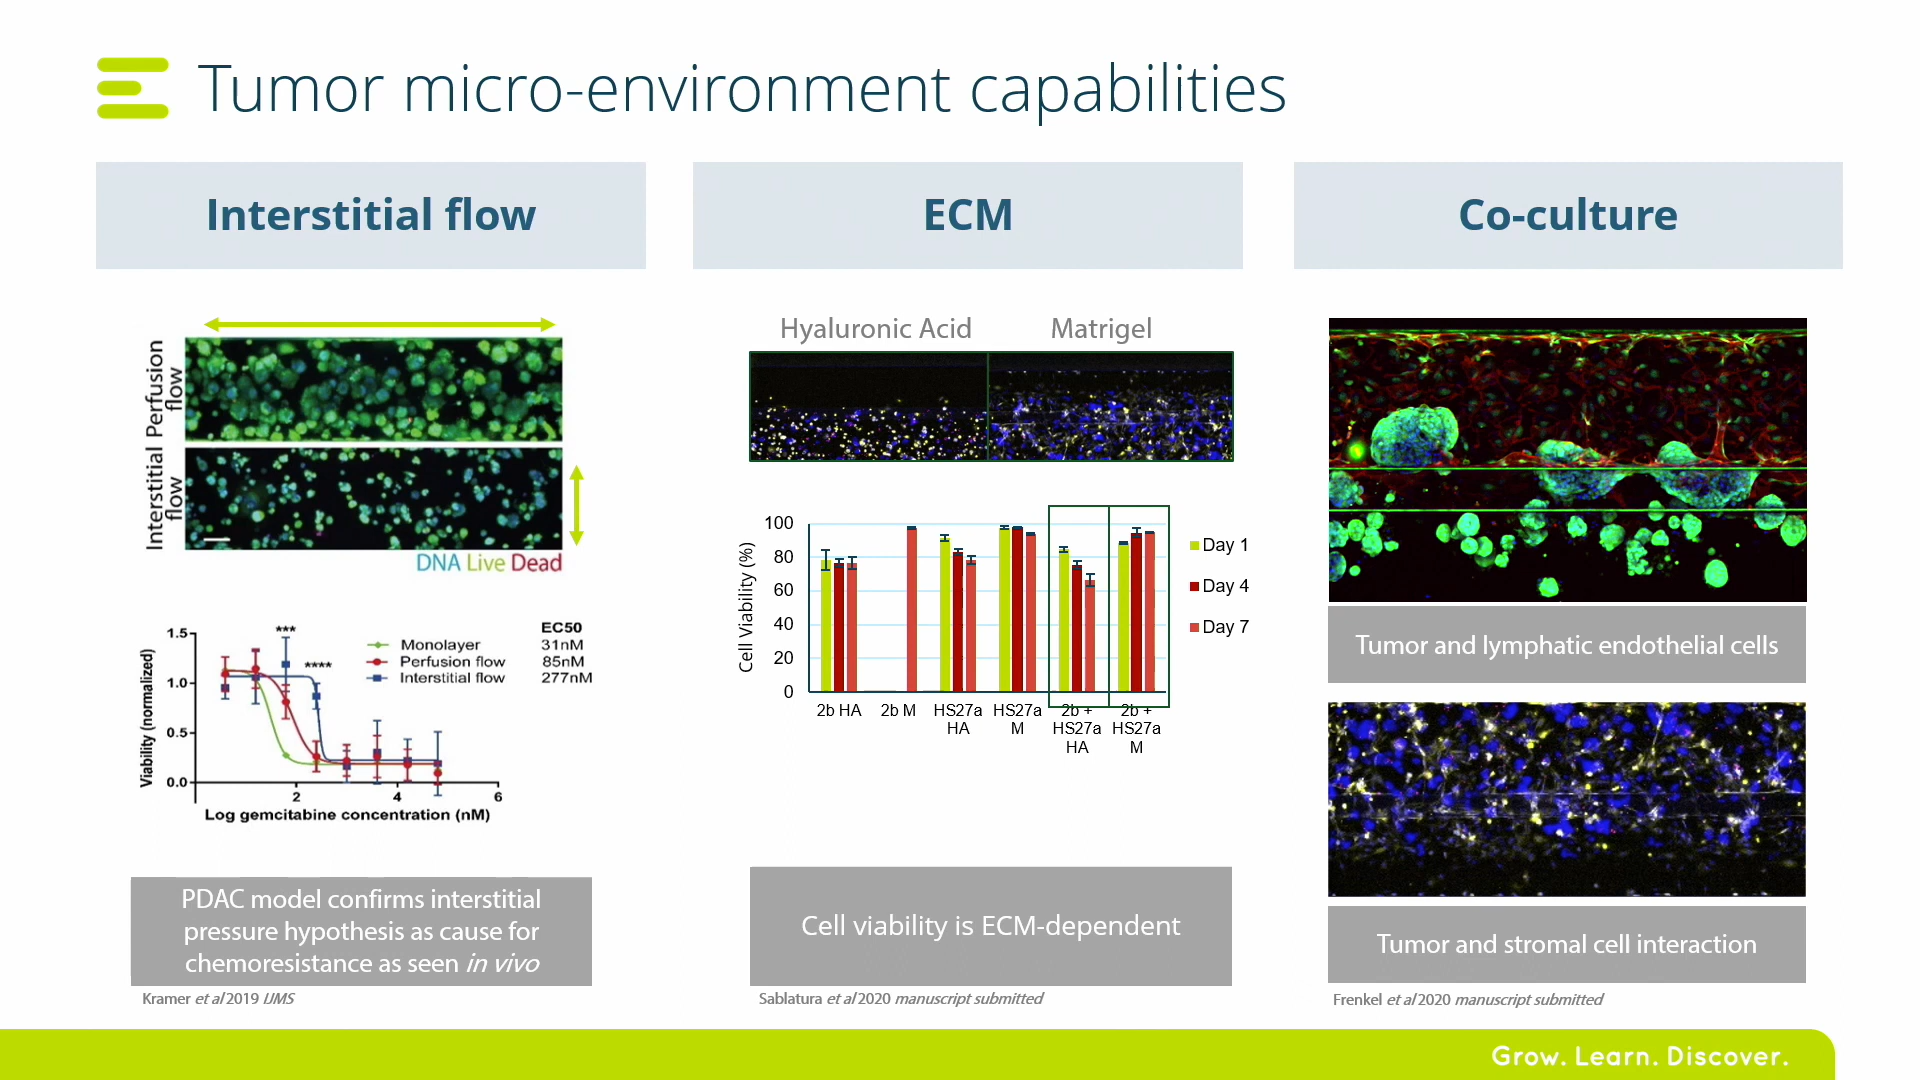 Tumor micro-environment capabilities
Interstitial flow
Perfusion
flow
Interstitial
flow
DNA Live Dead
1.5
1.0
0.5
0.0
2
4
6
***
****
Viability (normalized)
Log gemcitabine concentration (nM)
EC50
Monolayer 31nM
Perfusion flow 85nM
Interstitial flow 277nM
PDAC model confirms interstitial
pressure hypothesis as cause for
chemoresistance as seen in vivo
Kramer et al 2019 IJMS
ECM
Hyaluronic Acid
Matrigel
Cell Viability (%)
100
80
60
40
20
0
2b HA
2b M
HS27a
HA
HS27a
M
2b +
HS27a
HA
2b +
HS27a
M
Day 1
Day 4
Day 7
Cell viability is ECM-dependent
Sablatura et al 2020 manuscript submitted
Co-culture
Tumor and lymphatic endothelial cells
Tumor and stromal cell interaction
Frenkel et al 2020 manuscript submitted
Grow. Learn. Discover.